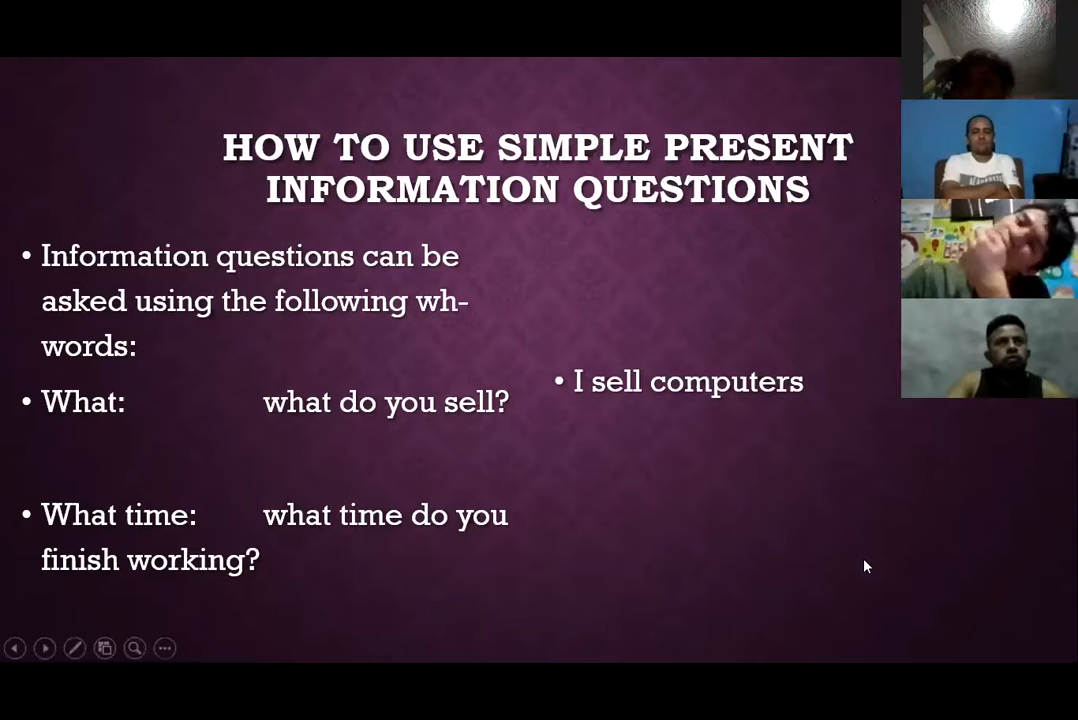 HOW TO USE SIMPLE PRESENT
INFORMATION QUESTIONS
• Information questions can be
asked using the following wh-
words:
• What: what do you sell?
• I sell computers
• What time: what time do you
finish working?